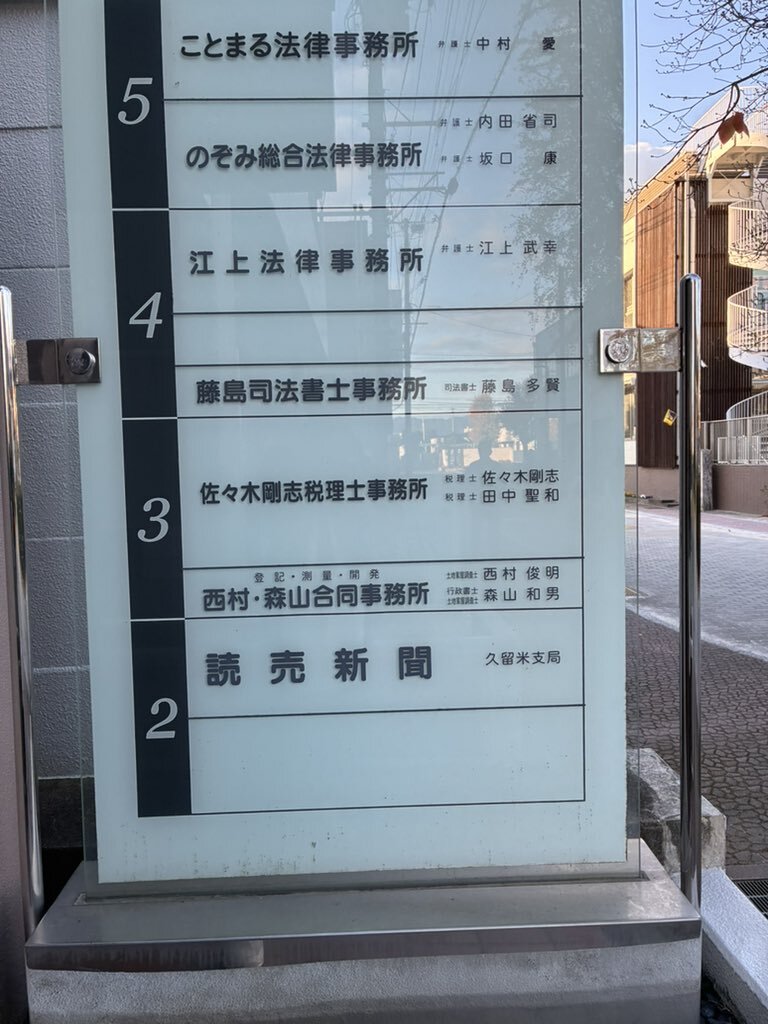 5
ことまる法律事務所 弁護士 中村 愛
弁護士 内田 省司
のぞみ総合法律事務所 弁護士 坂口 康
4
江上法律事務所 弁護士 江上 武幸
藤島司法書士事務所 司法書士 藤島 多賢
3
佐々木剛志税理士事務所 税理士 佐々木剛志
税理士 田中 聖和
登記・測量・開発
西村・森山合同事務所 土地家屋調査士 西村 俊明
行政書士
土地家屋調査士 森山 和男
2
読売新聞 久留米支局